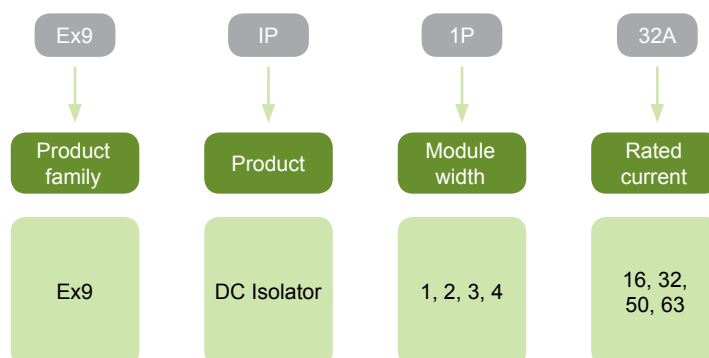 Ex9
IP
1P
32A
Product
family
Product
Module
width
Rated
current
Ex9
DC Isolator
1, 2, 3, 4
16, 32,
50, 63